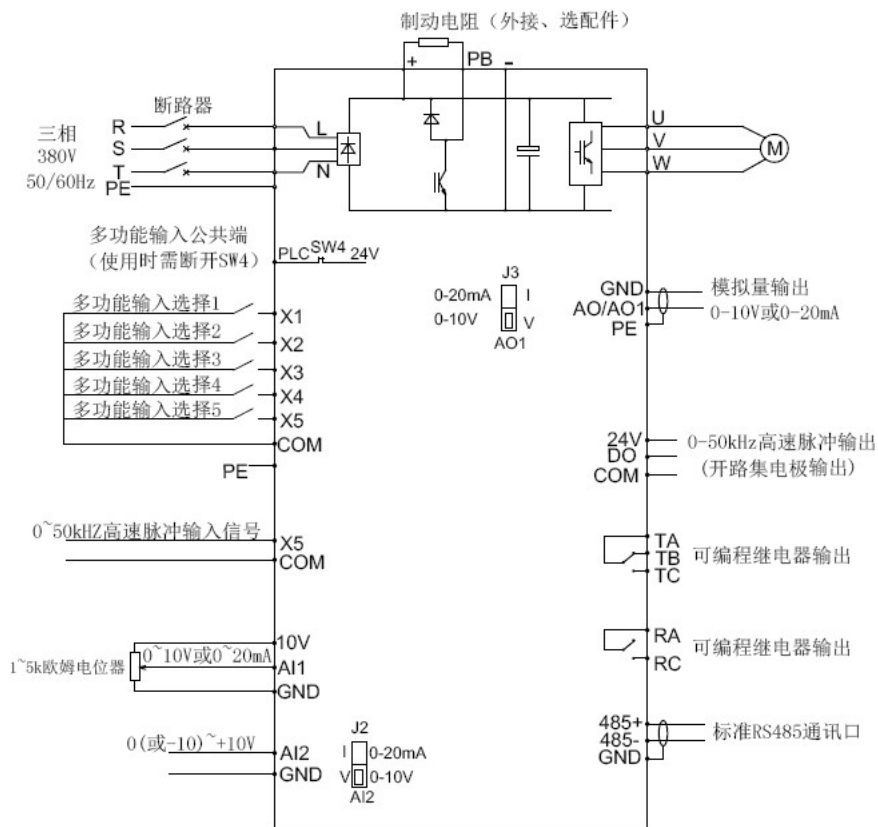 制动电阻（外接、选配件）
+
PB
-
断路器
三相
380V
50/60Hz
R
S
T
PE
L
N
U
V
W
M
多功能输入公共端
（使用时需断开SW4）
PLC
SW4
24V
多功能输入选择1
X1
多功能输入选择2
X2
多功能输入选择3
X3
多功能输入选择4
X4
多功能输入选择5
X5
COM
PE
J3
0-20mA
I
0-10V
V
AO1
GND
模拟量输出
AO/AO1
0-10V或0-20mA
PE
24V
0-50kHz高速脉冲输出
DO
(开路集电极输出)
COM
0~50kHZ高速脉冲输入信号
X5
COM
TA
TB
可编程继电器输出
TC
10V
0~10V或0~20mA
1~5k欧姆电位器
AI1
GND
RA
可编程继电器输出
RC
0(或-10)~+10V
AI2
GND
J2
I
0-20mA
V
0-10V
AI2
485+
标准RS485通讯口
485-
GND